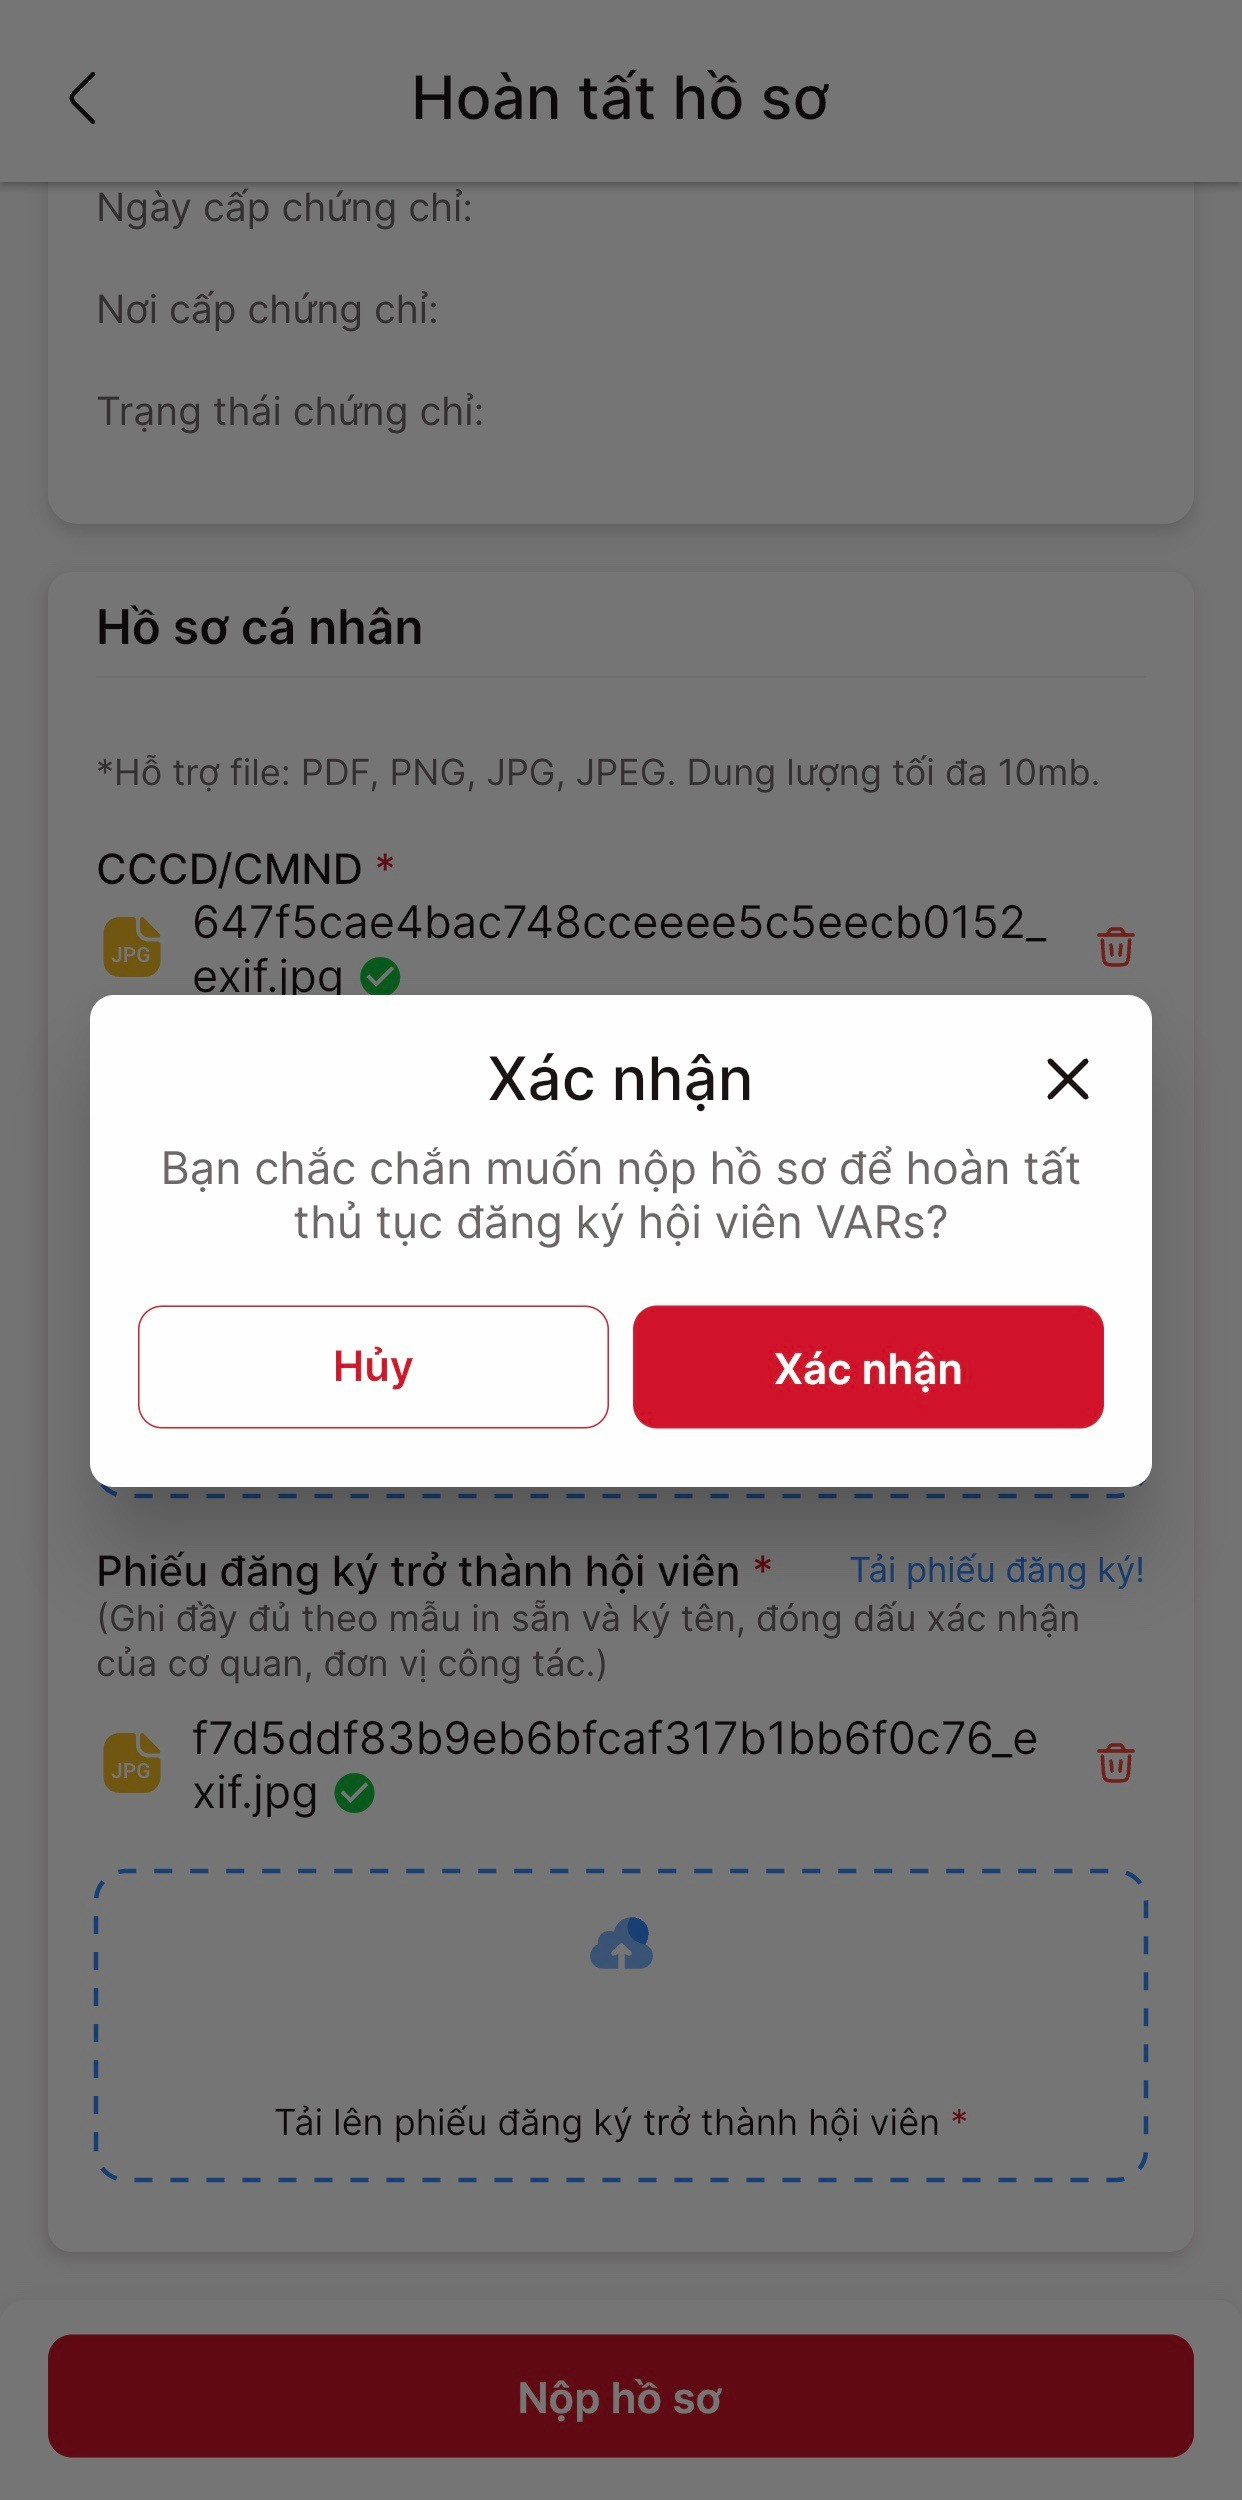 Hoàn tất hồ sơ
Ngày cấp chứng chỉ:
Nơi cấp chứng chỉ:
Trạng thái chứng chỉ:
Hồ sơ cá nhân
*Hỗ trợ file: PDF, PNG, JPG, JPEG. Dung lượng tối đa 10mb.
CCCD/CMND *
JPG
647f5cae4bac748cceeee5c5eecb0152_
exif.jpg
Xác nhận
Bạn chắc chắn muốn nộp hồ sơ để hoàn tất
thủ tục đăng ký hội viên VARs?
Hủy
Xác nhận
Phiếu đăng ký trở thành hội viên *
Tải phiếu đăng ký!
(Ghi đầy đủ theo mẫu in sẵn và ký tên, đóng dấu xác nhận
của cơ quan, đơn vị công tác.)
JPG
f7d5ddf83b9eb6bfcaf317b1bb6f0c76_e
xif.jpg
Tải lên phiếu đăng ký trở thành hội viên *
Nộp hồ sơ